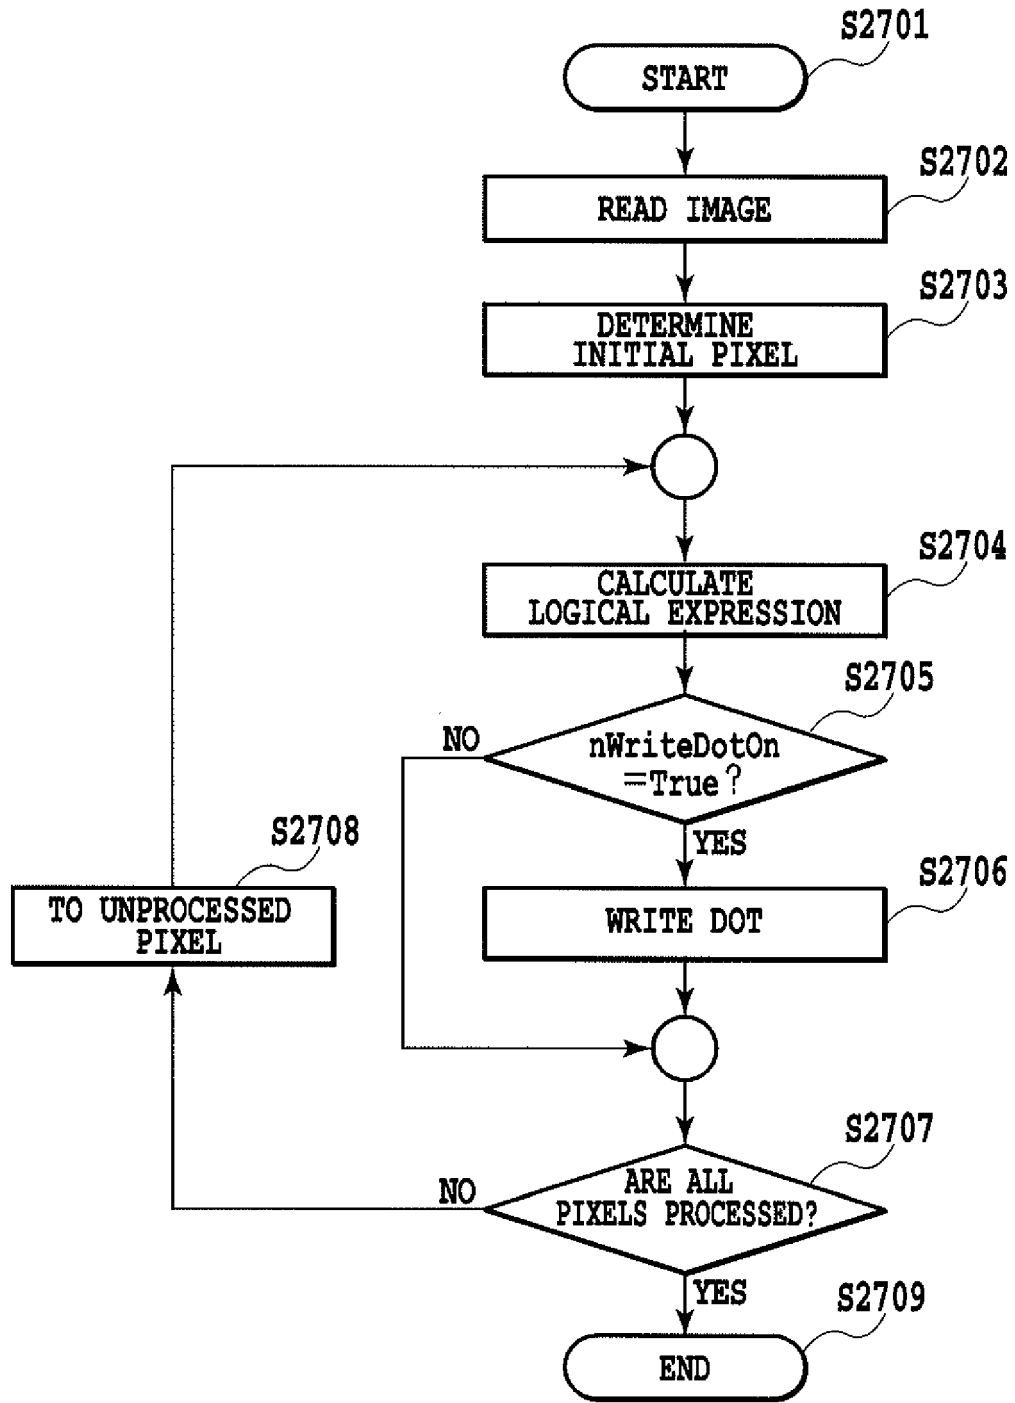 S2701
START
S2702
READ IMAGE
S2703
DETERMINE
INITIAL PIXEL
S2704
CALCULATE
LOGICAL EXPRESSION
S2705
NO
nWriteDotOn
=True?
YES
S2708
TO UNPROCESSED
PIXEL
S2706
WRITE DOT
S2707
NO
ARE ALL
PIXELS PROCESSED?
YES
S2709
END